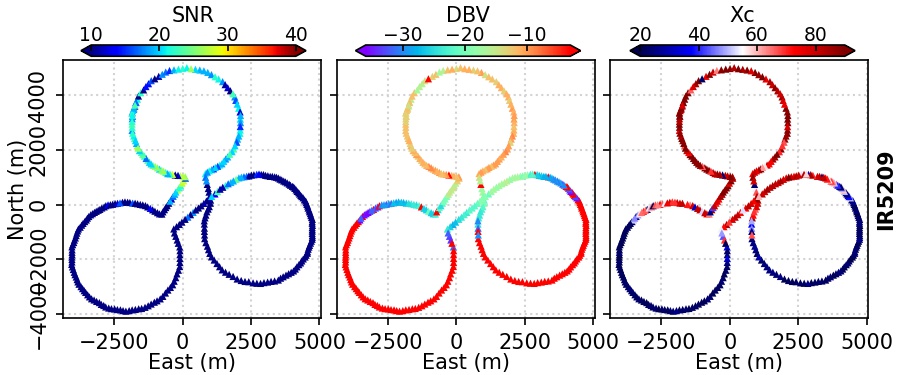 SNR DBV Xc
10 20 30 40 −30 −20 −10 20 40 60 80
4000
2000
0
−2000
−4000
North (m)
IR5209
−2500 0 2500 5000 −2500 0 2500 5000 −2500 0 2500 5000
East (m) East (m) East (m)